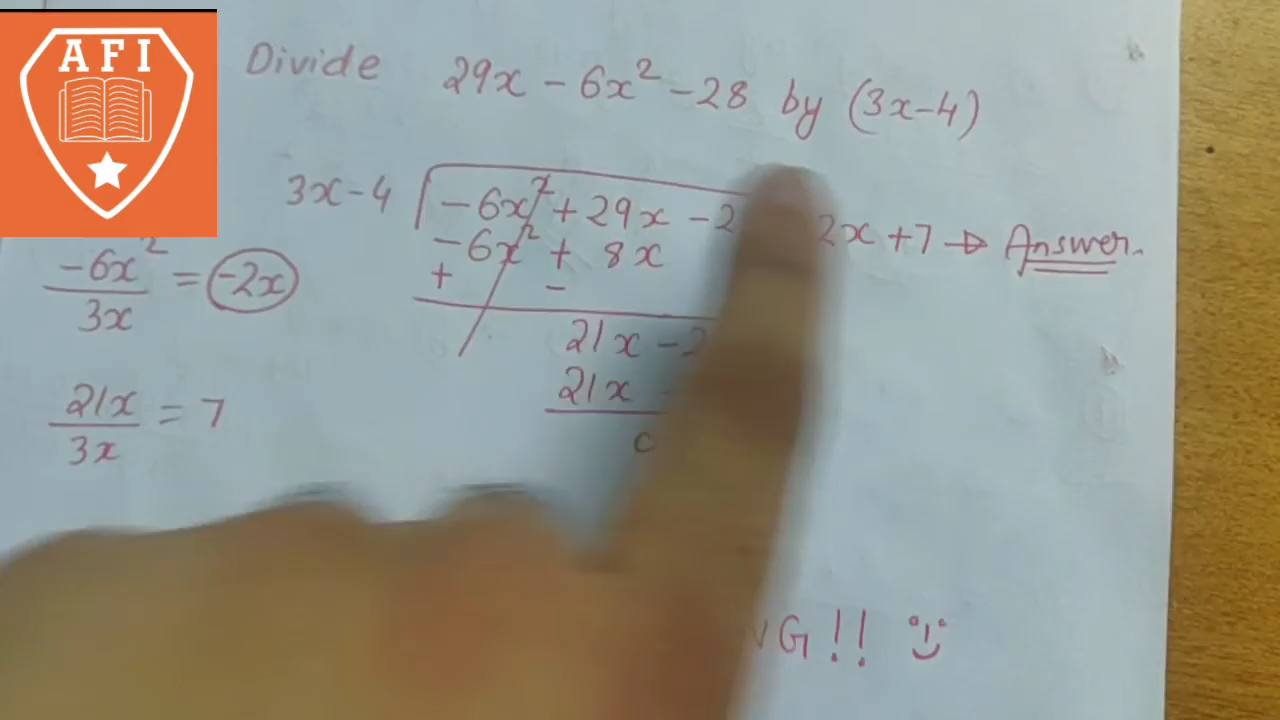 AFI
Divide 29x - 6x² - 28 by (3x-4)
3x-4 -6x² + 29x - 2
2x + 7 → Answer.
-6x² + 8x
+ -
-6x² / 3x = -2x
21x - 2
21x
21x / 3x = 7
G!!